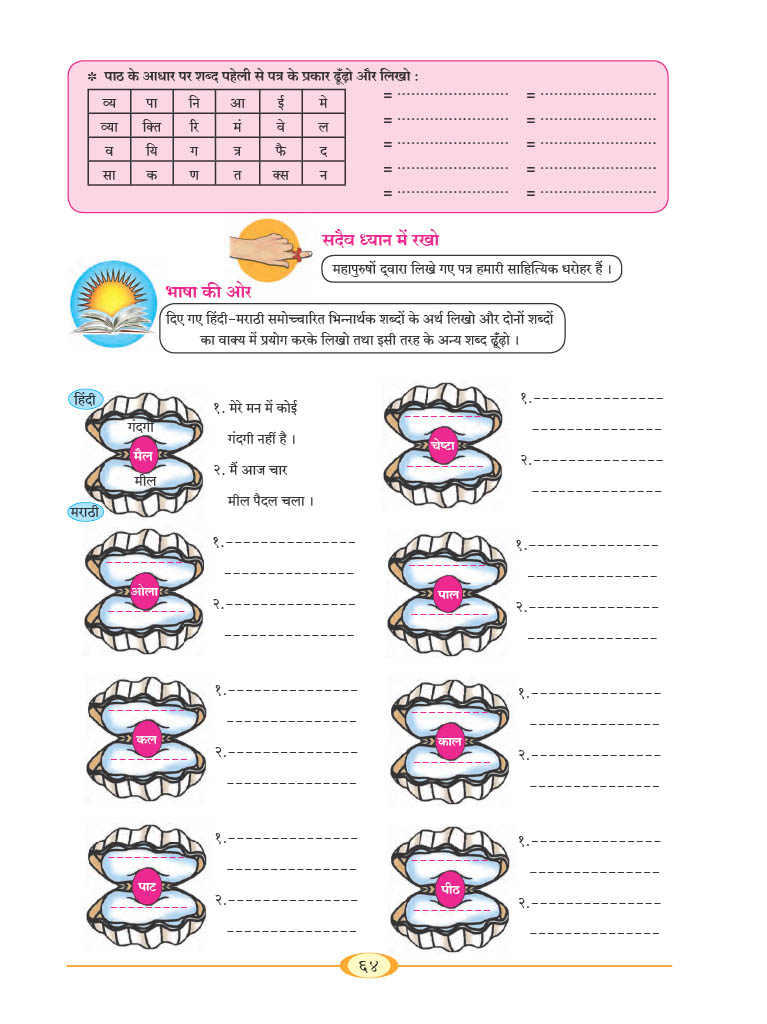 * पाठ के आधार पर शब्द पहेली से पत्र के प्रकार ढूँढ़ो और लिखो :
व्य पा नि आ ई मे
व्या क्ति रि मं वे ल
व यि ग त्र फै द
सा क ण त क्स न
= .......................... = ..........................
= .......................... = ..........................
= .......................... = ..........................
= .......................... = ..........................
= .......................... = ..........................
सदैव ध्यान में रखो
महापुरुषों द्वारा लिखे गए पत्र हमारी साहित्यिक धरोहर हैं ।
भाषा की ओर
दिए गए हिंदी-मराठी समोच्चारित भिन्नार्थक शब्दों के अर्थ लिखो और दोनों शब्दों
का वाक्य में प्रयोग करके लिखो तथा इसी तरह के अन्य शब्द ढूँढ़ो ।
हिंदी
गंदगी
मैल
मील
मराठी
१. मेरे मन में कोई
गंदगी नहीं है ।
२. मैं आज चार
मील पैदल चला ।
चेष्टा
१.
२.
ओला
१.
२.
पाल
१.
२.
कल
१.
२.
काल
१.
२.
पाट
१.
२.
पीठ
१.
२.
६४